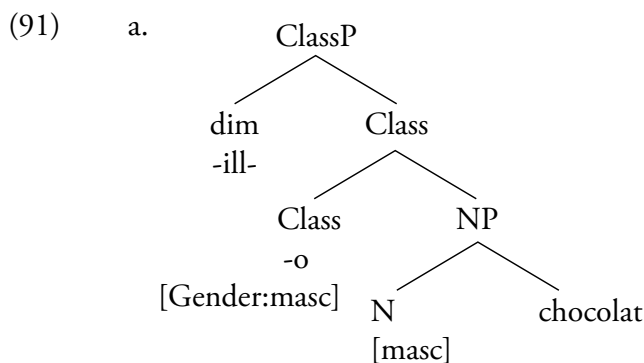 (91) a. ClassP
dim Class
-ill-
Class NP
-o
[Gender:masc] N chocolat
[masc]